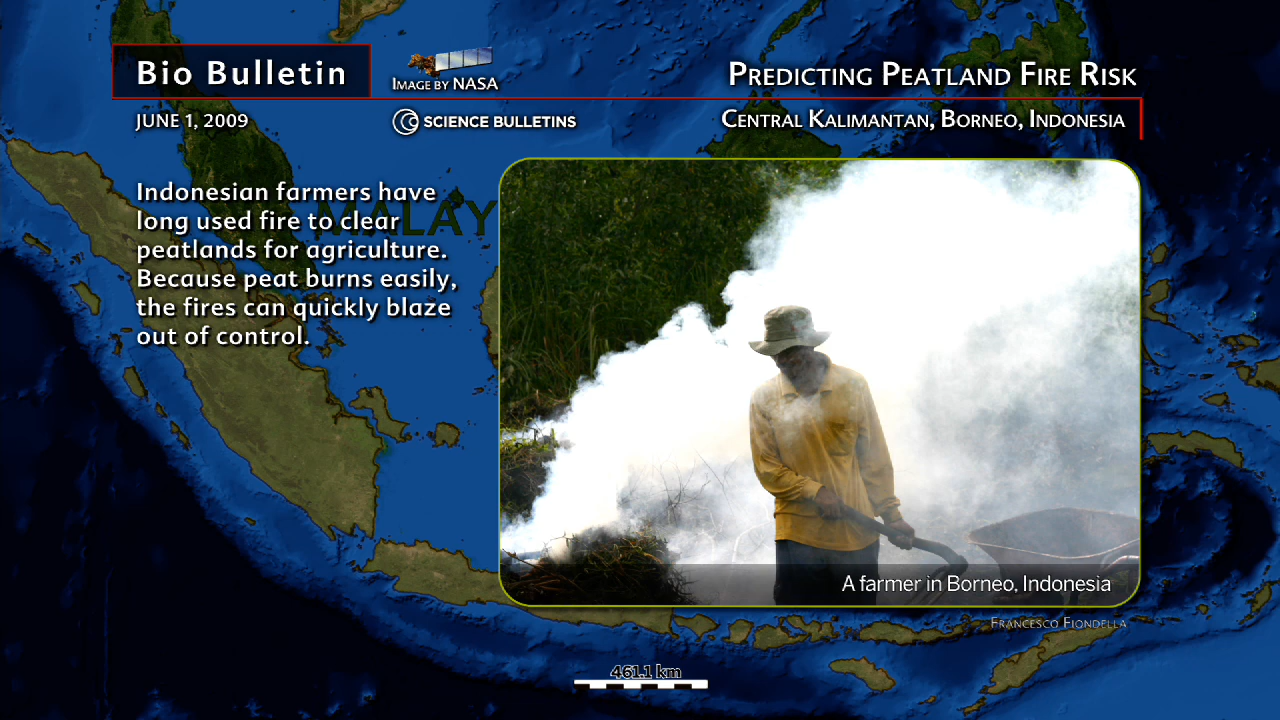 Bio Bulletin
IMAGE BY NASA
PREDICTING PEATLAND FIRE RISK
JUNE 1, 2009
SCIENCE BULLETINS
CENTRAL KALIMANTAN, BORNEO, INDONESIA
Indonesian farmers have
long used fire to clear
peatlands for agriculture.
Because peat burns easily,
the fires can quickly blaze
out of control.
MALAY
A farmer in Borneo, Indonesia
FRANCESCO FIONDELLA
461.1 km